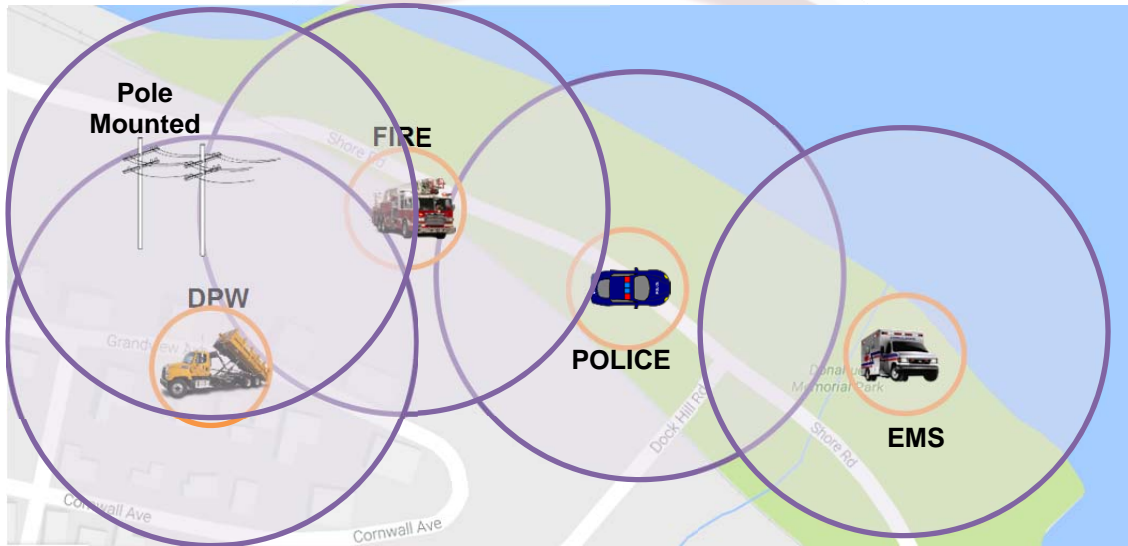 Pole
Mounted
FIRE
Shore Rd
DPW
Grandview Ave
POLICE
Donahue
Memorial Park
EMS
Dock Hill Rd
Shore Rd
Cornwall Ave
Cornwall Ave